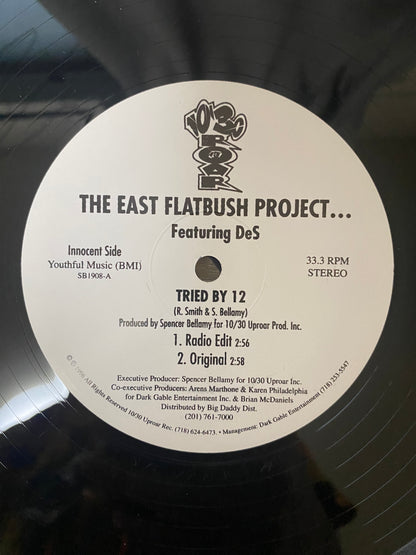 10/30
UPROAR
THE EAST FLATBUSH PROJECT...
Featuring DeS
Innocent Side
Youthful Music (BMI)
SB1908-A
33.3 RPM
STEREO
TRIED BY 12
(R. Smith & S. Bellamy)
Produced by Spencer Bellamy for 10/30 Uproar Prod. Inc.
1. Radio Edit 2:56
2. Original 2:58
Executive Producer: Spencer Bellamy for 10/30 Uproar Inc.
Co-executive Producers: Arens Marthone & Karen Philadelphia
for Dark Gable Entertainment Inc. & Brian McDaniels
Distributed by Big Daddy Dist.
(201) 761-7000
℗ © 1996 All Rights Reserved 10/30 Uproar Rec. (718) 624-6473. • Management: Dark Gable Entertainment (718) 253-5547